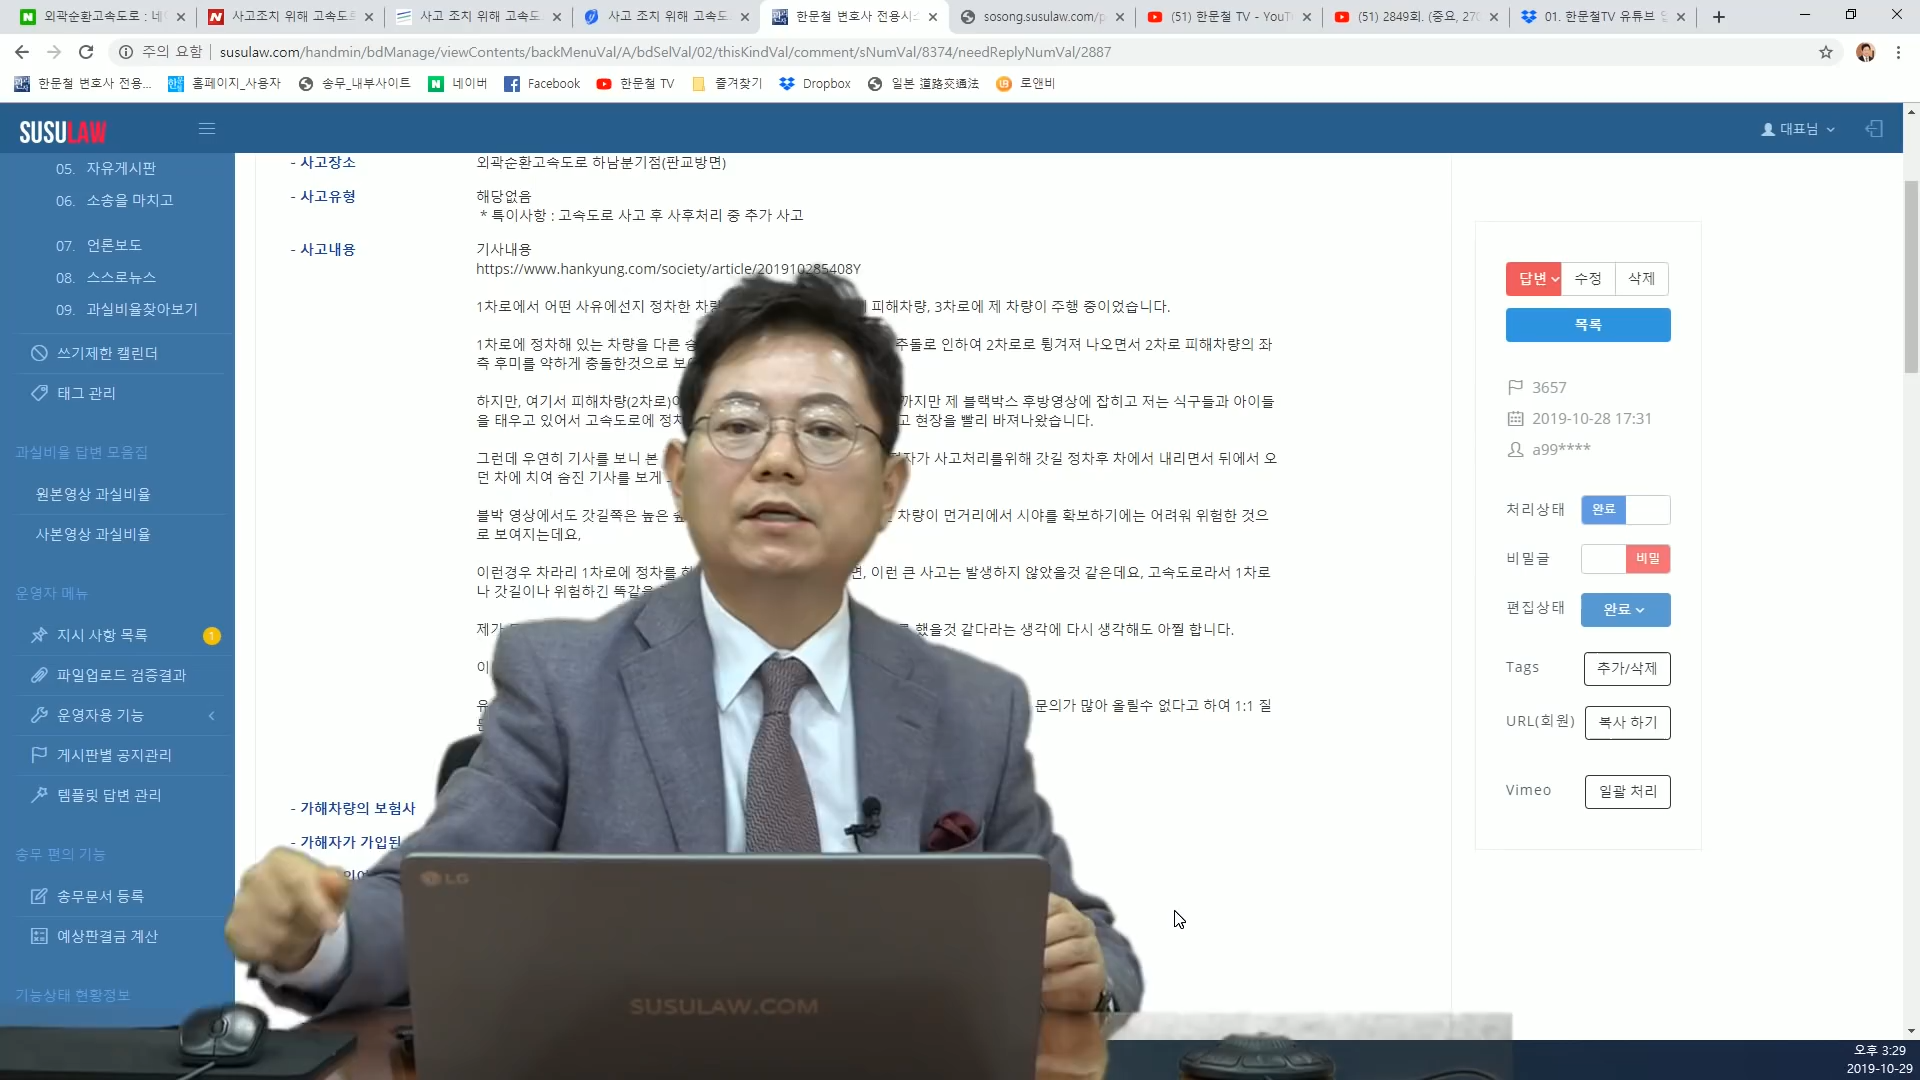 외곽순환고속도로 : 네
사고조치 위해 고속도로
사고 조치 위해 고속도
사고 조치 위해 고속도
한문철 변호사 전용시스
sosong.susulaw.com/p
(51) 한문철 TV - YouT
(51) 2849회. (중요, 270
01. 한문철TV 유튜브 업
주의 요함
susulaw.com/handmin/bdManage/viewContents/backMenuVal/A/bdSelVal/02/thisKindVal/comment/sNumVal/8374/needReplyNumVal/2887
한문철 변호사 전용...
홈페이지_사용자
송무_내부사이트
네이버
Facebook
한문철 TV
즐겨찾기
Dropbox
일본 道路交通法
로앤비
SUSULAW
대표님
05. 자유게시판
06. 소송을 마치고
07. 언론보도
08. 스스로뉴스
09. 과실비율찾아보기
쓰기제한 캘린더
태그 관리
과실비율 답변 모음집
원본영상 과실비율
사본영상 과실비율
운영자 메뉴
지시 사항 목록 1
파일업로드 검증결과
운영자용 기능
게시판별 공지관리
템플릿 답변 관리
송무 편의 기능
송무문서 등록
예상판결금 계산
기능상태 현황정보
- 사고장소 외곽순환고속도로 하남분기점(판교방면)
- 사고유형 해당없음
* 특이사항 : 고속도로 사고 후 사후처리 중 추가 사고
- 사고내용 기사내용
https://www.hankyung.com/society/article/201910285408Y
1차로에서 어떤 사유에선지 정차한 차량 피해차량, 3차로에 제 차량이 주행 중이었습니다.
1차로에 정차해 있는 차량을 다른 인하여 2차로로 튕겨져 나오면서 2차로 피해차량의 좌
측 후미를 약하게 충돌한것으로
하지만, 여기서 피해차량(2차로) 제 블랙박스 후방영상에 잡히고 저는 식구들과 아이들
을 태우고 있어서 고속도로에 현장을 빨리 바져나왔습니다.
그런데 우연히 기사를 보니 본 사고처리를위해 갓길 정차후 차에서 내리면서 뒤에서 오
던 차에 치여 숨진 기사를 보게
블박 영상에서도 갓길쪽은 높은 차량이 먼거리에서 시야를 확보하기에는 어려워 위험한 것으
로 보여지는데요,
이런경우 차라리 1차로에 정차를 이런 큰 사고는 발생하지 않았을것 같은데요, 고속도로라서 1차로
나 갓길이나 위험하긴 똑같을
제가 했을것 같다라는 생각에 다시 생각해도 아찔 합니다.
이
유 문의가 많아 올릴수 없다고 하여 1:1 질
- 가해차량의 보험사
- 가해자가 가입된
답변 수정 삭제
목록
3657
2019-10-28 17:31
a99****
처리상태 완료
비밀글 비밀
편집상태 완료
Tags 추가/삭제
URL(회원) 복사 하기
Vimeo 일괄 처리
LG
SUSULAW.COM
오후 3:29
2019-10-29